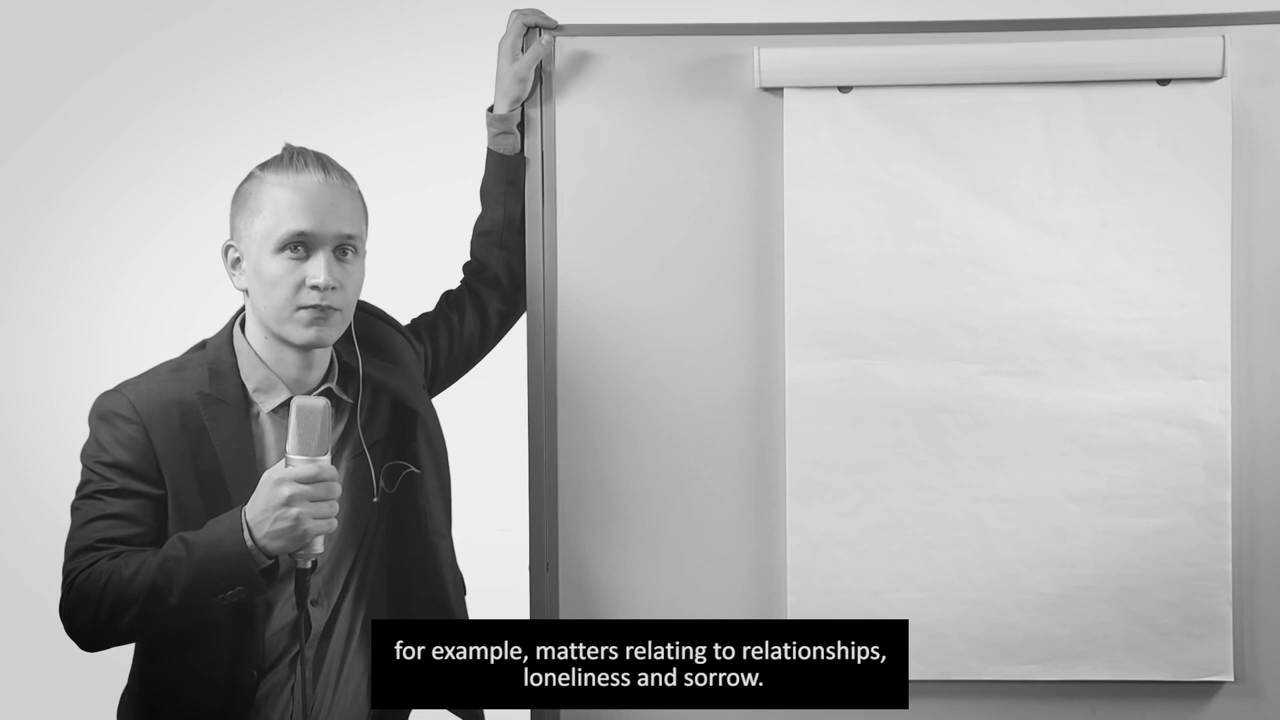 for example, matters relating to relationships,
loneliness and sorrow.